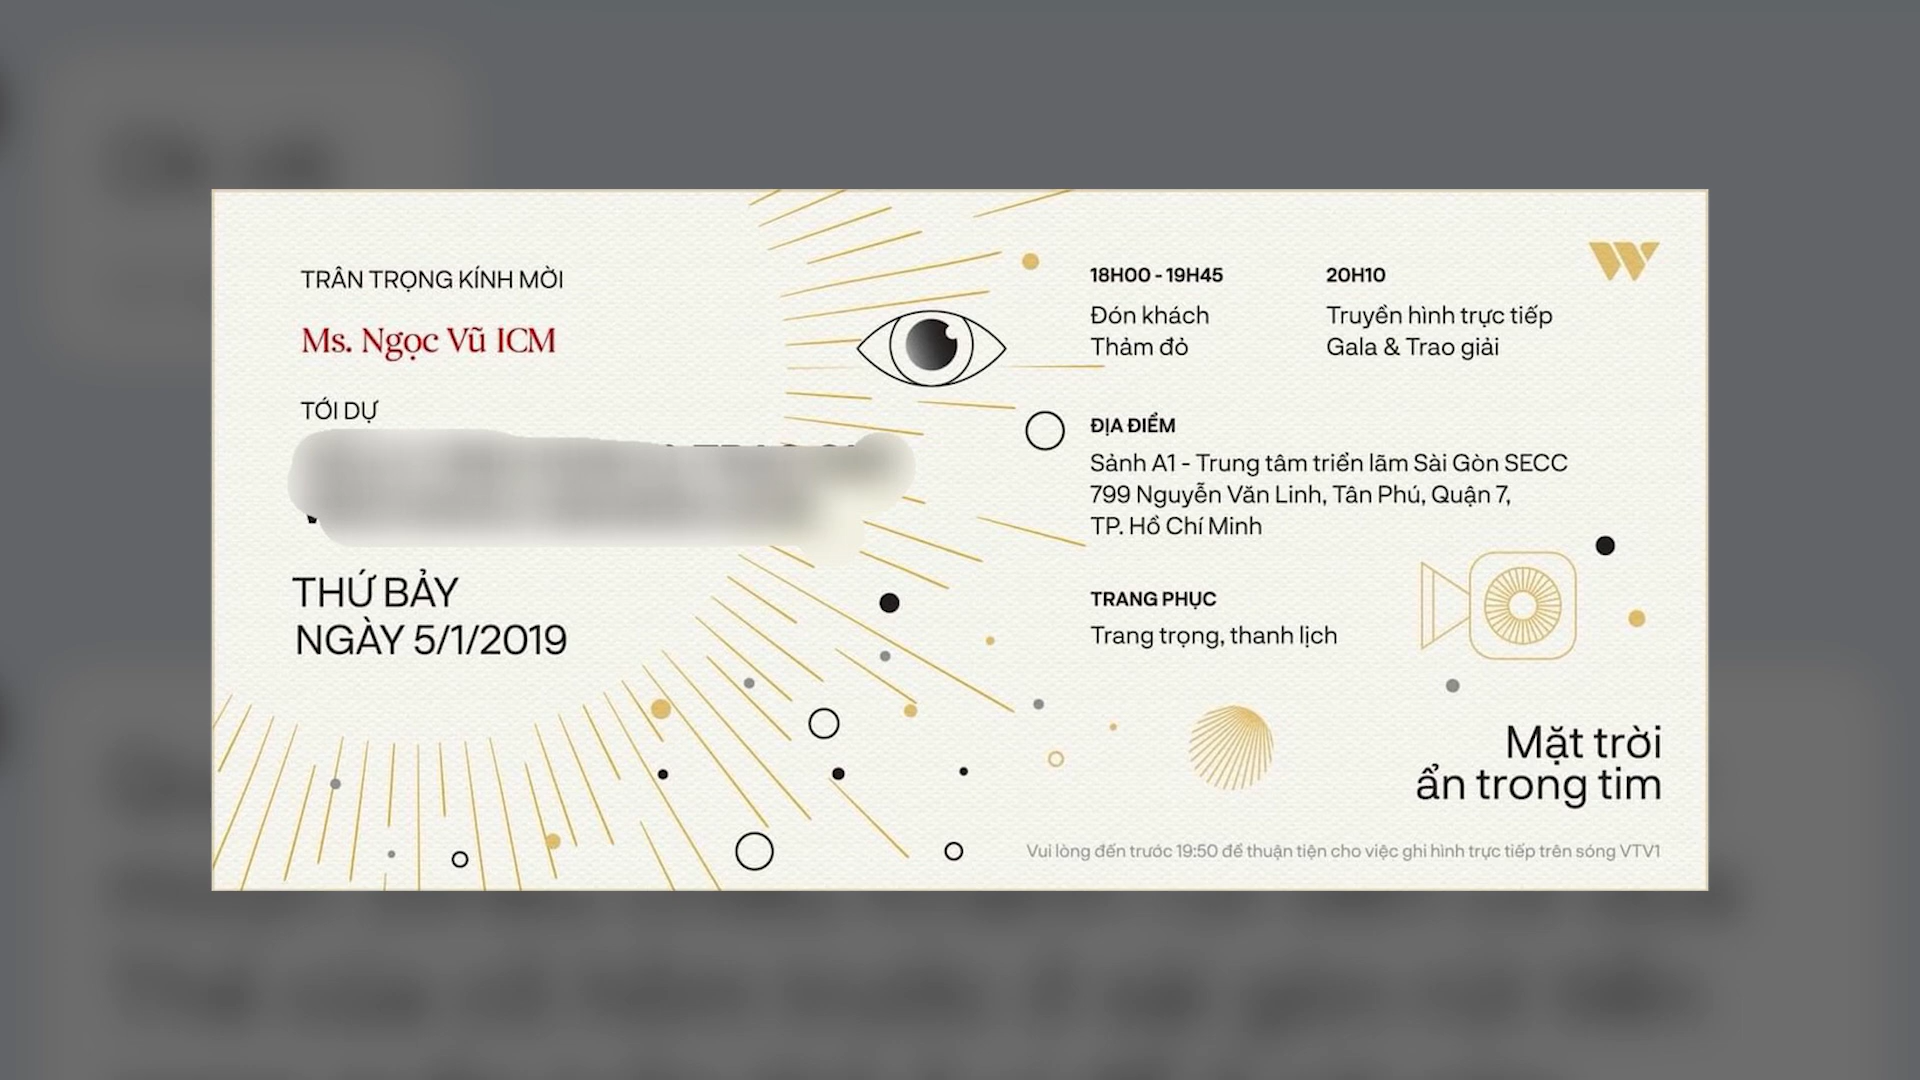 TRÂN TRỌNG KÍNH MỜI
Ms. Ngọc Vũ ICM
TỚI DỰ
THỨ BẢY
NGÀY 5/1/2019
18H00 - 19H45
Đón khách
Thảm đỏ
20H10
Truyền hình trực tiếp
Gala & Trao giải
ĐỊA ĐIỂM
Sảnh A1 - Trung tâm triển lãm Sài Gòn SECC
799 Nguyễn Văn Linh, Tân Phú, Quận 7,
TP. Hồ Chí Minh
TRANG PHỤC
Trang trọng, thanh lịch
Mặt trời
ẩn trong tim
Vui lòng đến trước 19:50 để thuận tiện cho việc ghi hình trực tiếp trên sóng VTV1